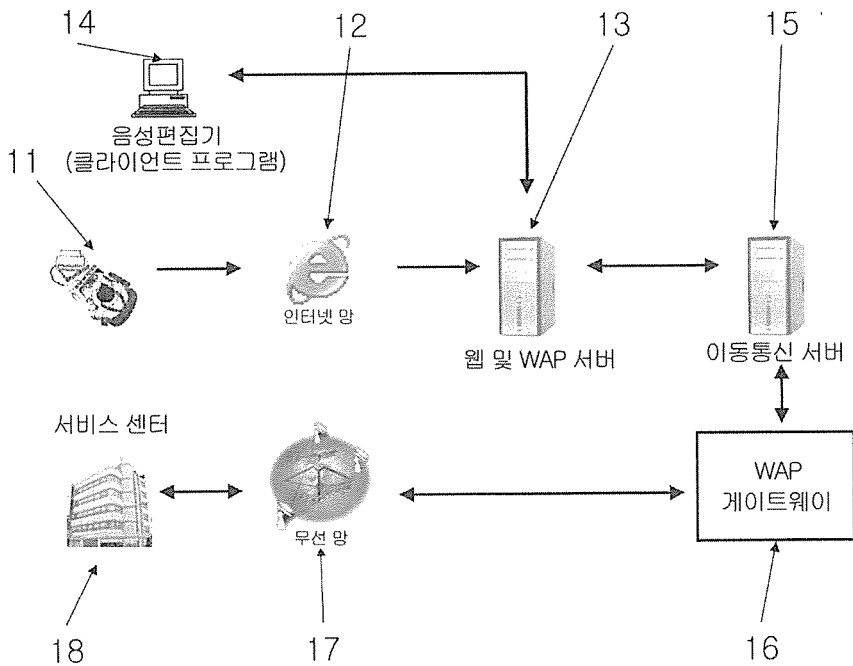 14
12
13
15
음성편집기
(클라이언트 프로그램)
11
인터넷 망
웹 및 WAP 서버
이동통신 서버
서비스 센터
WAP
게이트웨이
무선 망
18
17
16